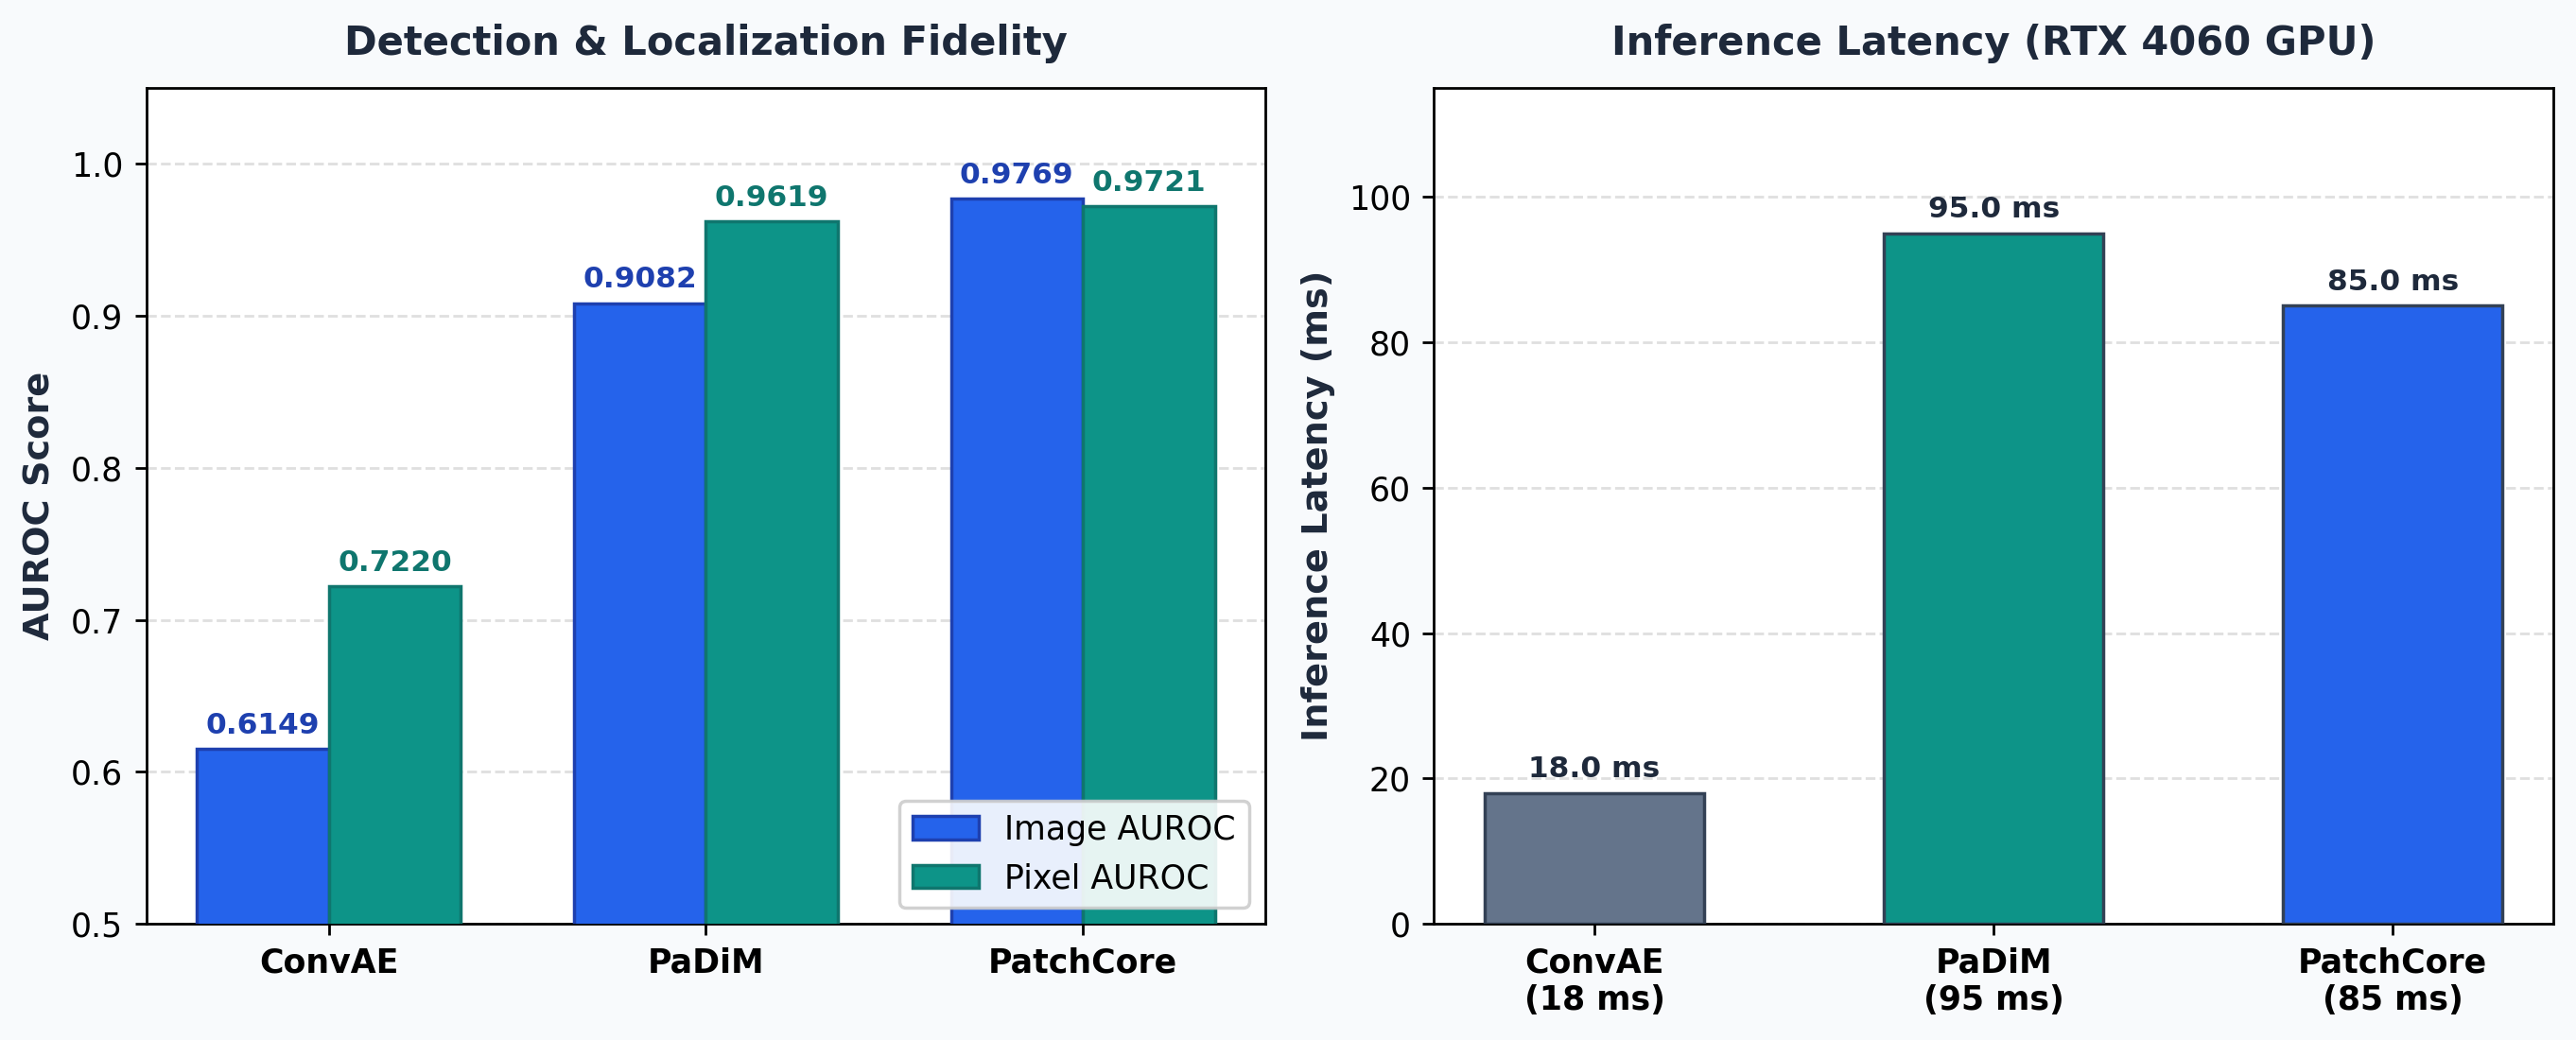 Detection & Localization Fidelity
AUROC Score
1.0
0.9
0.8
0.7
0.6
0.5
0.6149
0.7220
0.9082
0.9619
0.9769
0.9721
Image AUROC
Pixel AUROC
ConvAE
PaDiM
PatchCore
Inference Latency (RTX 4060 GPU)
Inference Latency (ms)
100
80
60
40
20
0
18.0 ms
95.0 ms
85.0 ms
ConvAE
(18 ms)
PaDiM
(95 ms)
PatchCore
(85 ms)